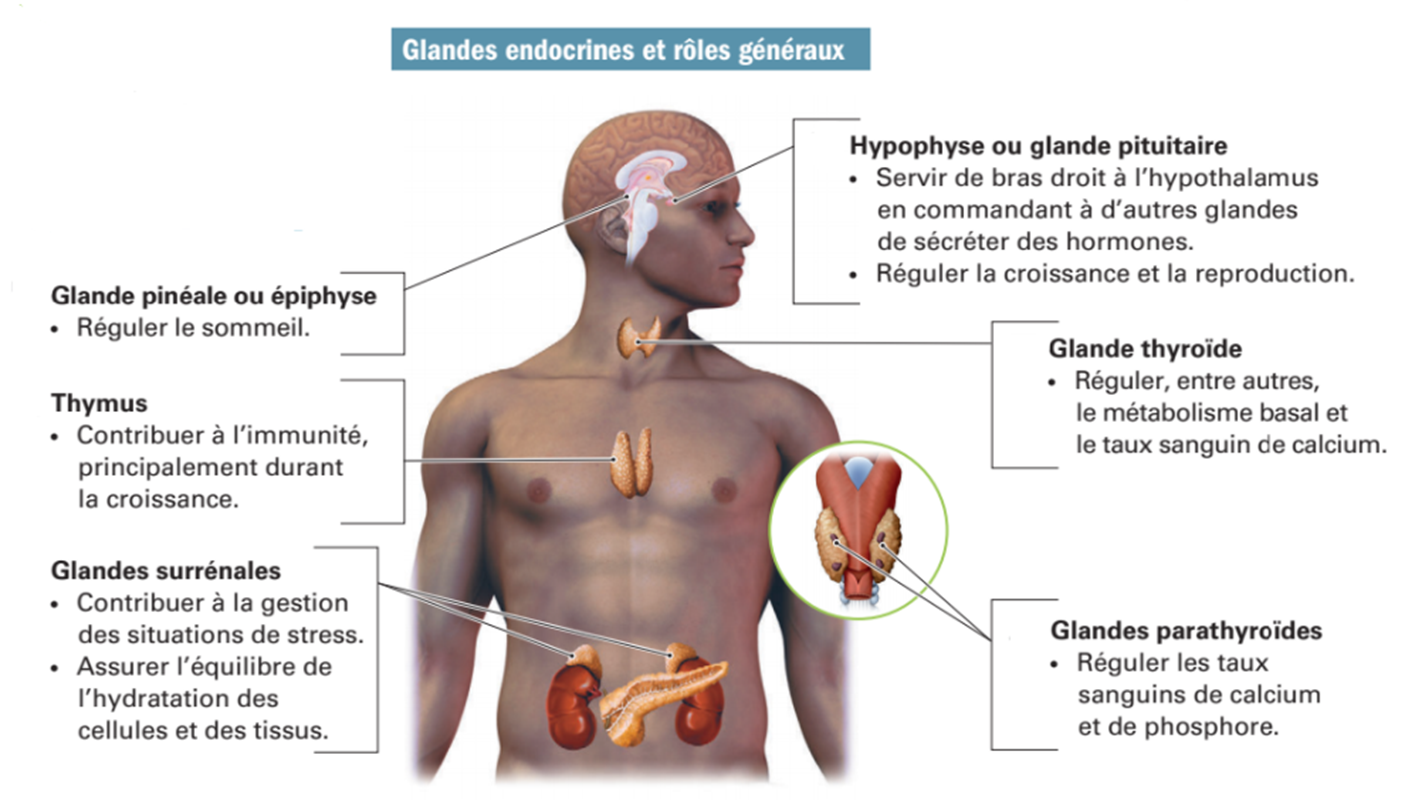 Glandes endocrines et rôles généraux
Hypophyse ou glande pituitaire
• Servir de bras droit à l'hypothalamus
en commandant à d'autres glandes
de sécréter des hormones.
• Réguler la croissance et la reproduction.
Glande pinéale ou épiphyse
• Réguler le sommeil.
Glande thyroïde
• Réguler, entre autres,
le métabolisme basal et
le taux sanguin de calcium.
Thymus
• Contribuer à l'immunité,
principalement durant
la croissance.
Glandes surrénales
• Contribuer à la gestion
des situations de stress.
• Assurer l'équilibre de
l'hydratation des
cellules et des tissus.
Glandes parathyroïdes
• Réguler les taux
sanguins de calcium
et de phosphore.